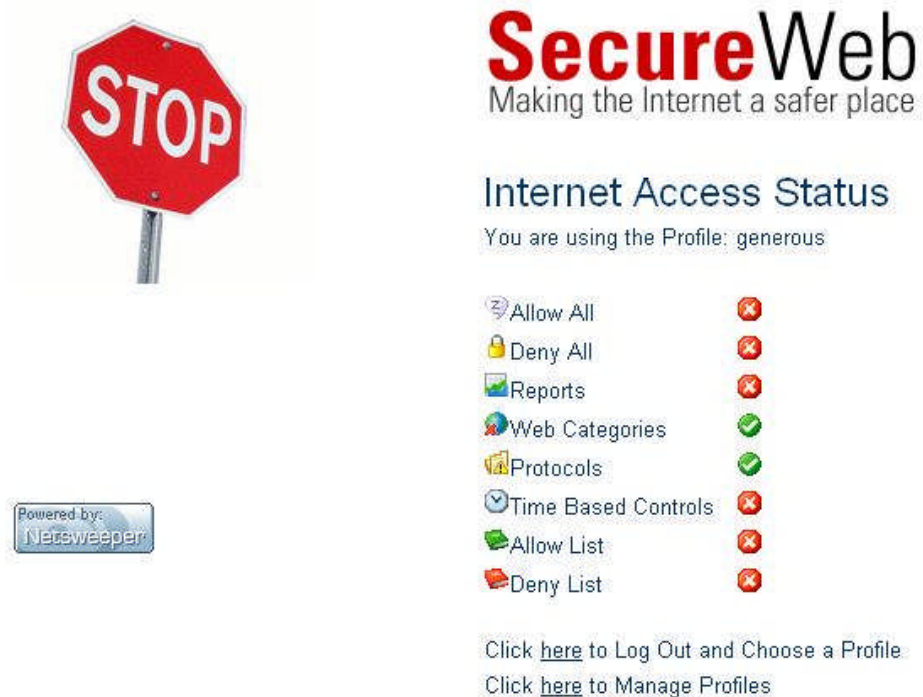 STOP
SecureWeb
Making the Internet a safer place
Internet Access Status
You are using the Profile: generous
Allow All
Deny All
Reports
Web Categories
Protocols
Time Based Controls
Allow List
Deny List
Powered by:
Netsweeper
Click here to Log Out and Choose a Profile
Click here to Manage Profiles